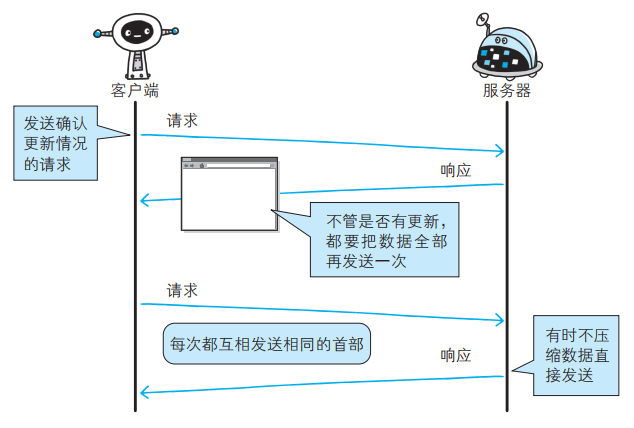 客户端
服务器
发送确认
更新情况
的请求
请求
响应
不管是否有更新，
都要把数据全部
再发送一次
请求
每次都互相发送相同的首部
响应
有时不压
缩数据直
接发送